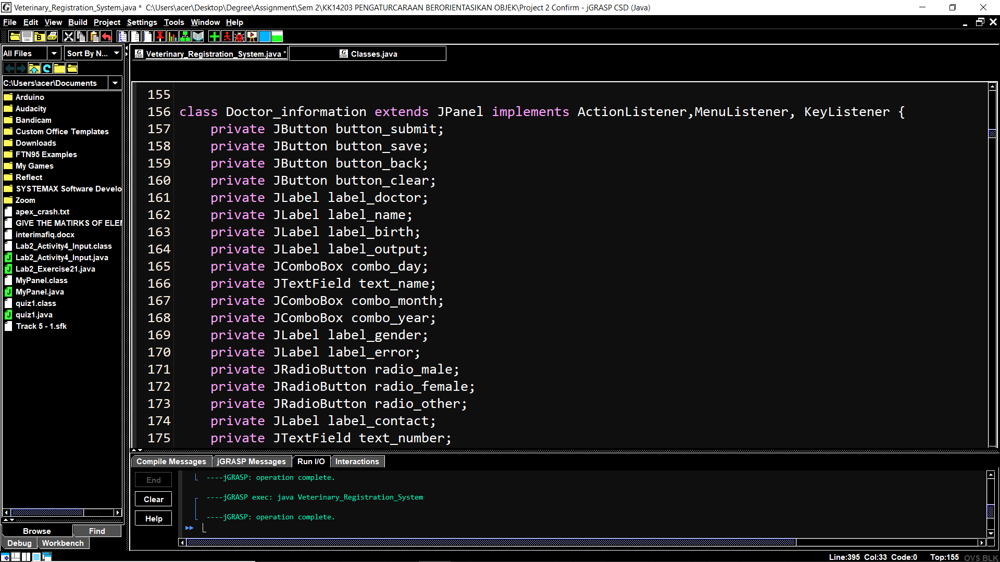 Veterinary_Registration_System.java *  C:\Users\acer\Desktop\Degree\Assignment\Sem 2\KK14203 PENGATURCARAAN BERORIENTASIKAN OBJEK\Project 2 Confirm - jGRASP CSD (Java)
File Edit View Build Project Settings Tools Window Help
All Files Sort By N...
Veterinary_Registration_System.java * Classes.java
C:\Users\acer\Documents
Arduino
Audacity
Bandicam
Custom Office Templates
Downloads
FTN95 Examples
My Games
Reflect
SYSTEMAX Software Develo
Zoom
apex_crash.txt
GIVE THE MATIRKS OF ELE
interimafiq.docx
Lab2_Activity4_Input.class
Lab2_Activity4_Input.java
Lab2_Exercise21.java
MyPanel.class
MyPanel.java
quiz1.class
quiz1.java
Track 5 - 1.sfk
Browse Find
Debug Workbench
155
156 class Doctor_information extends JPanel implements ActionListener,MenuListener, KeyListener {
157 private JButton button_submit;
158 private JButton button_save;
159 private JButton button_back;
160 private JButton button_clear;
161 private JLabel label_doctor;
162 private JLabel label_name;
163 private JLabel label_birth;
164 private JLabel label_output;
165 private JComboBox combo_day;
166 private JTextField text_name;
167 private JComboBox combo_month;
168 private JComboBox combo_year;
169 private JLabel label_gender;
170 private JLabel label_error;
171 private JRadioButton radio_male;
172 private JRadioButton radio_female;
173 private JRadioButton radio_other;
174 private JLabel label_contact;
175 private JTextField text_number;
Compile Messages jGRASP Messages Run I/O Interactions
End
Clear
Help
----jGRASP: operation complete.
----jGRASP exec: java Veterinary_Registration_System
----jGRASP: operation complete.
Line:395 Col:33 Code:0 Top:155 OVS BLK